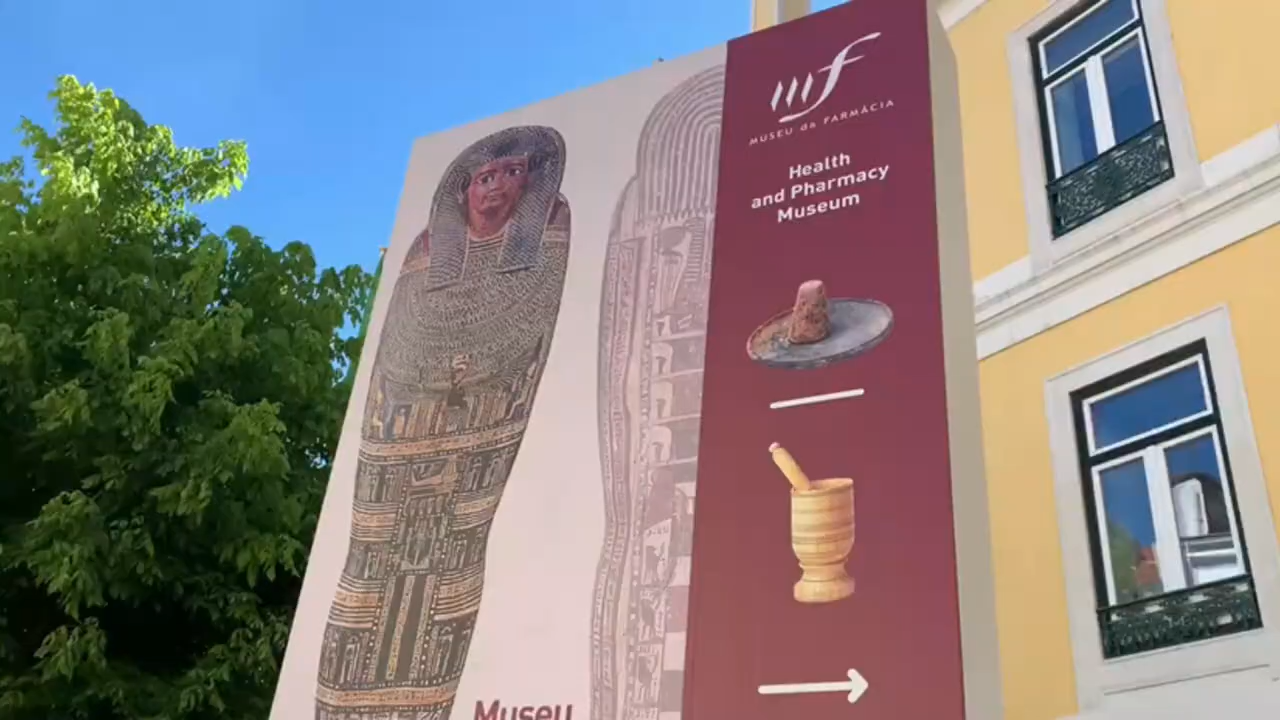 mf
MUSEU da FARMÁCIA
Health
and Pharmacy
Museum
Museu